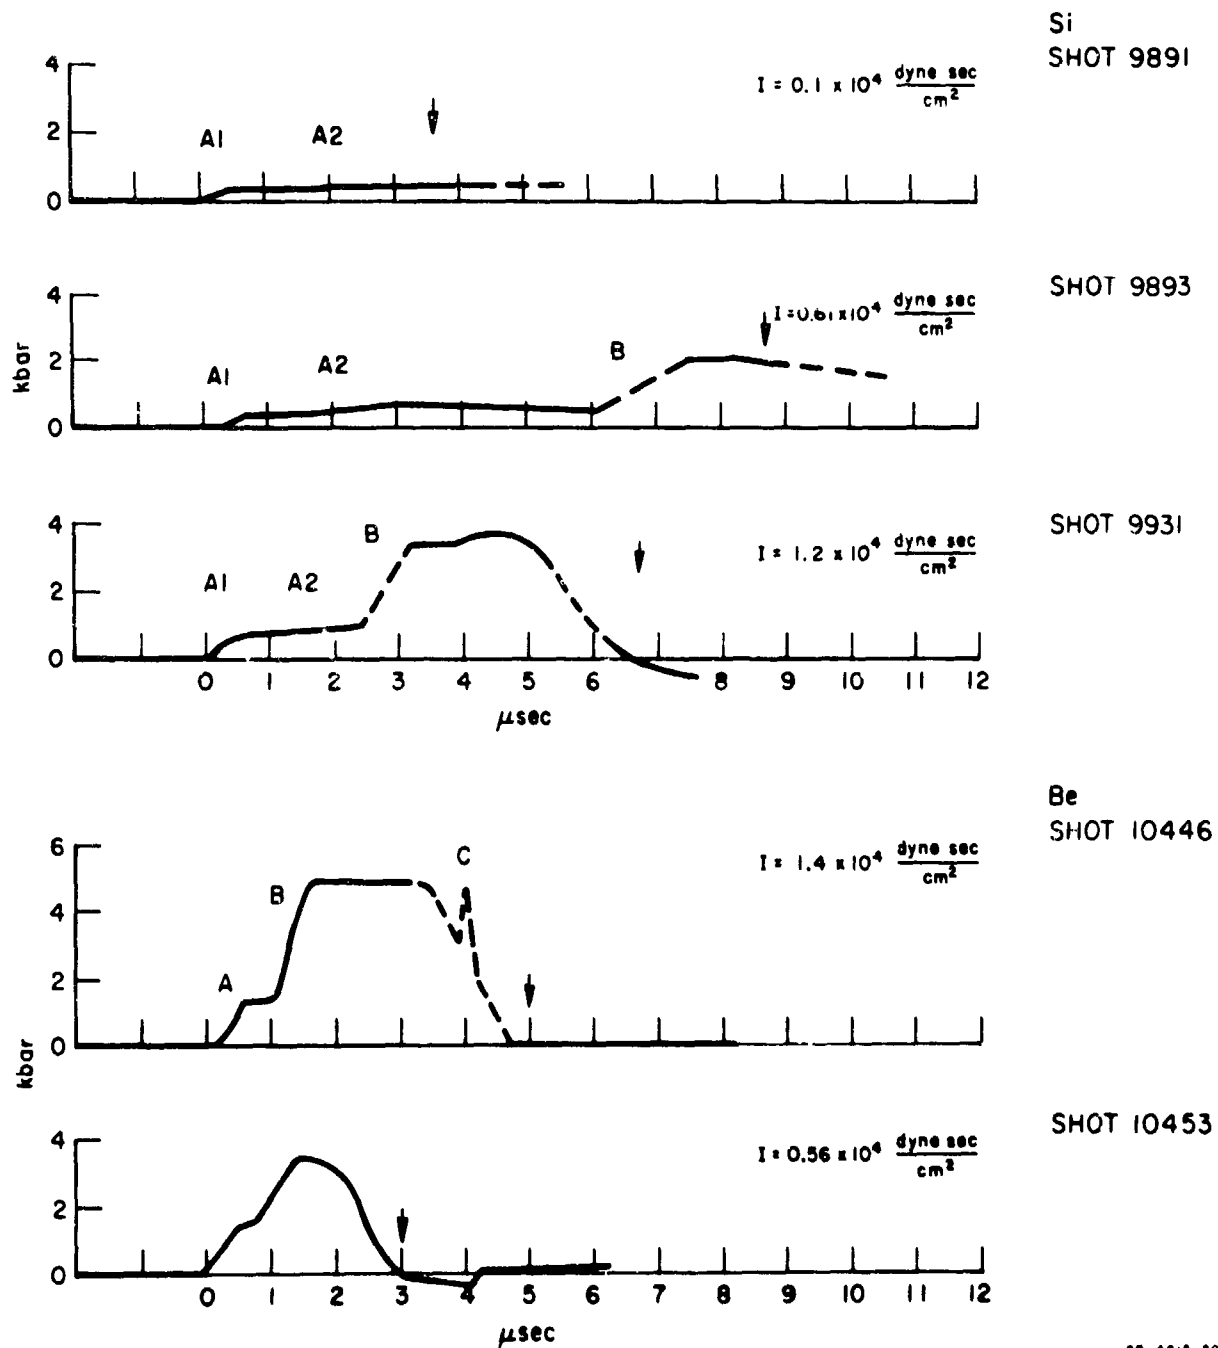 Si
SHOT 9891
4
2
0
A1
A2
I = 0.1 x 10⁴ dyne sec
cm²
SHOT 9893
kbar
4
2
0
A1
A2
B
I = 0.61 x 10⁴ dyne sec
cm²
SHOT 9931
4
2
0
A1
A2
B
I = 1.2 x 10⁴ dyne sec
cm²
0 1 2 3 4 5 6 7 8 9 10 11 12
μsec
Be
SHOT 10446
kbar
6
4
2
0
A
B
C
I = 1.4 x 10⁴ dyne sec
cm²
SHOT 10453
4
2
0
I = 0.56 x 10⁴ dyne sec
cm²
0 1 2 3 4 5 6 7 8 9 10 11 12
μsec